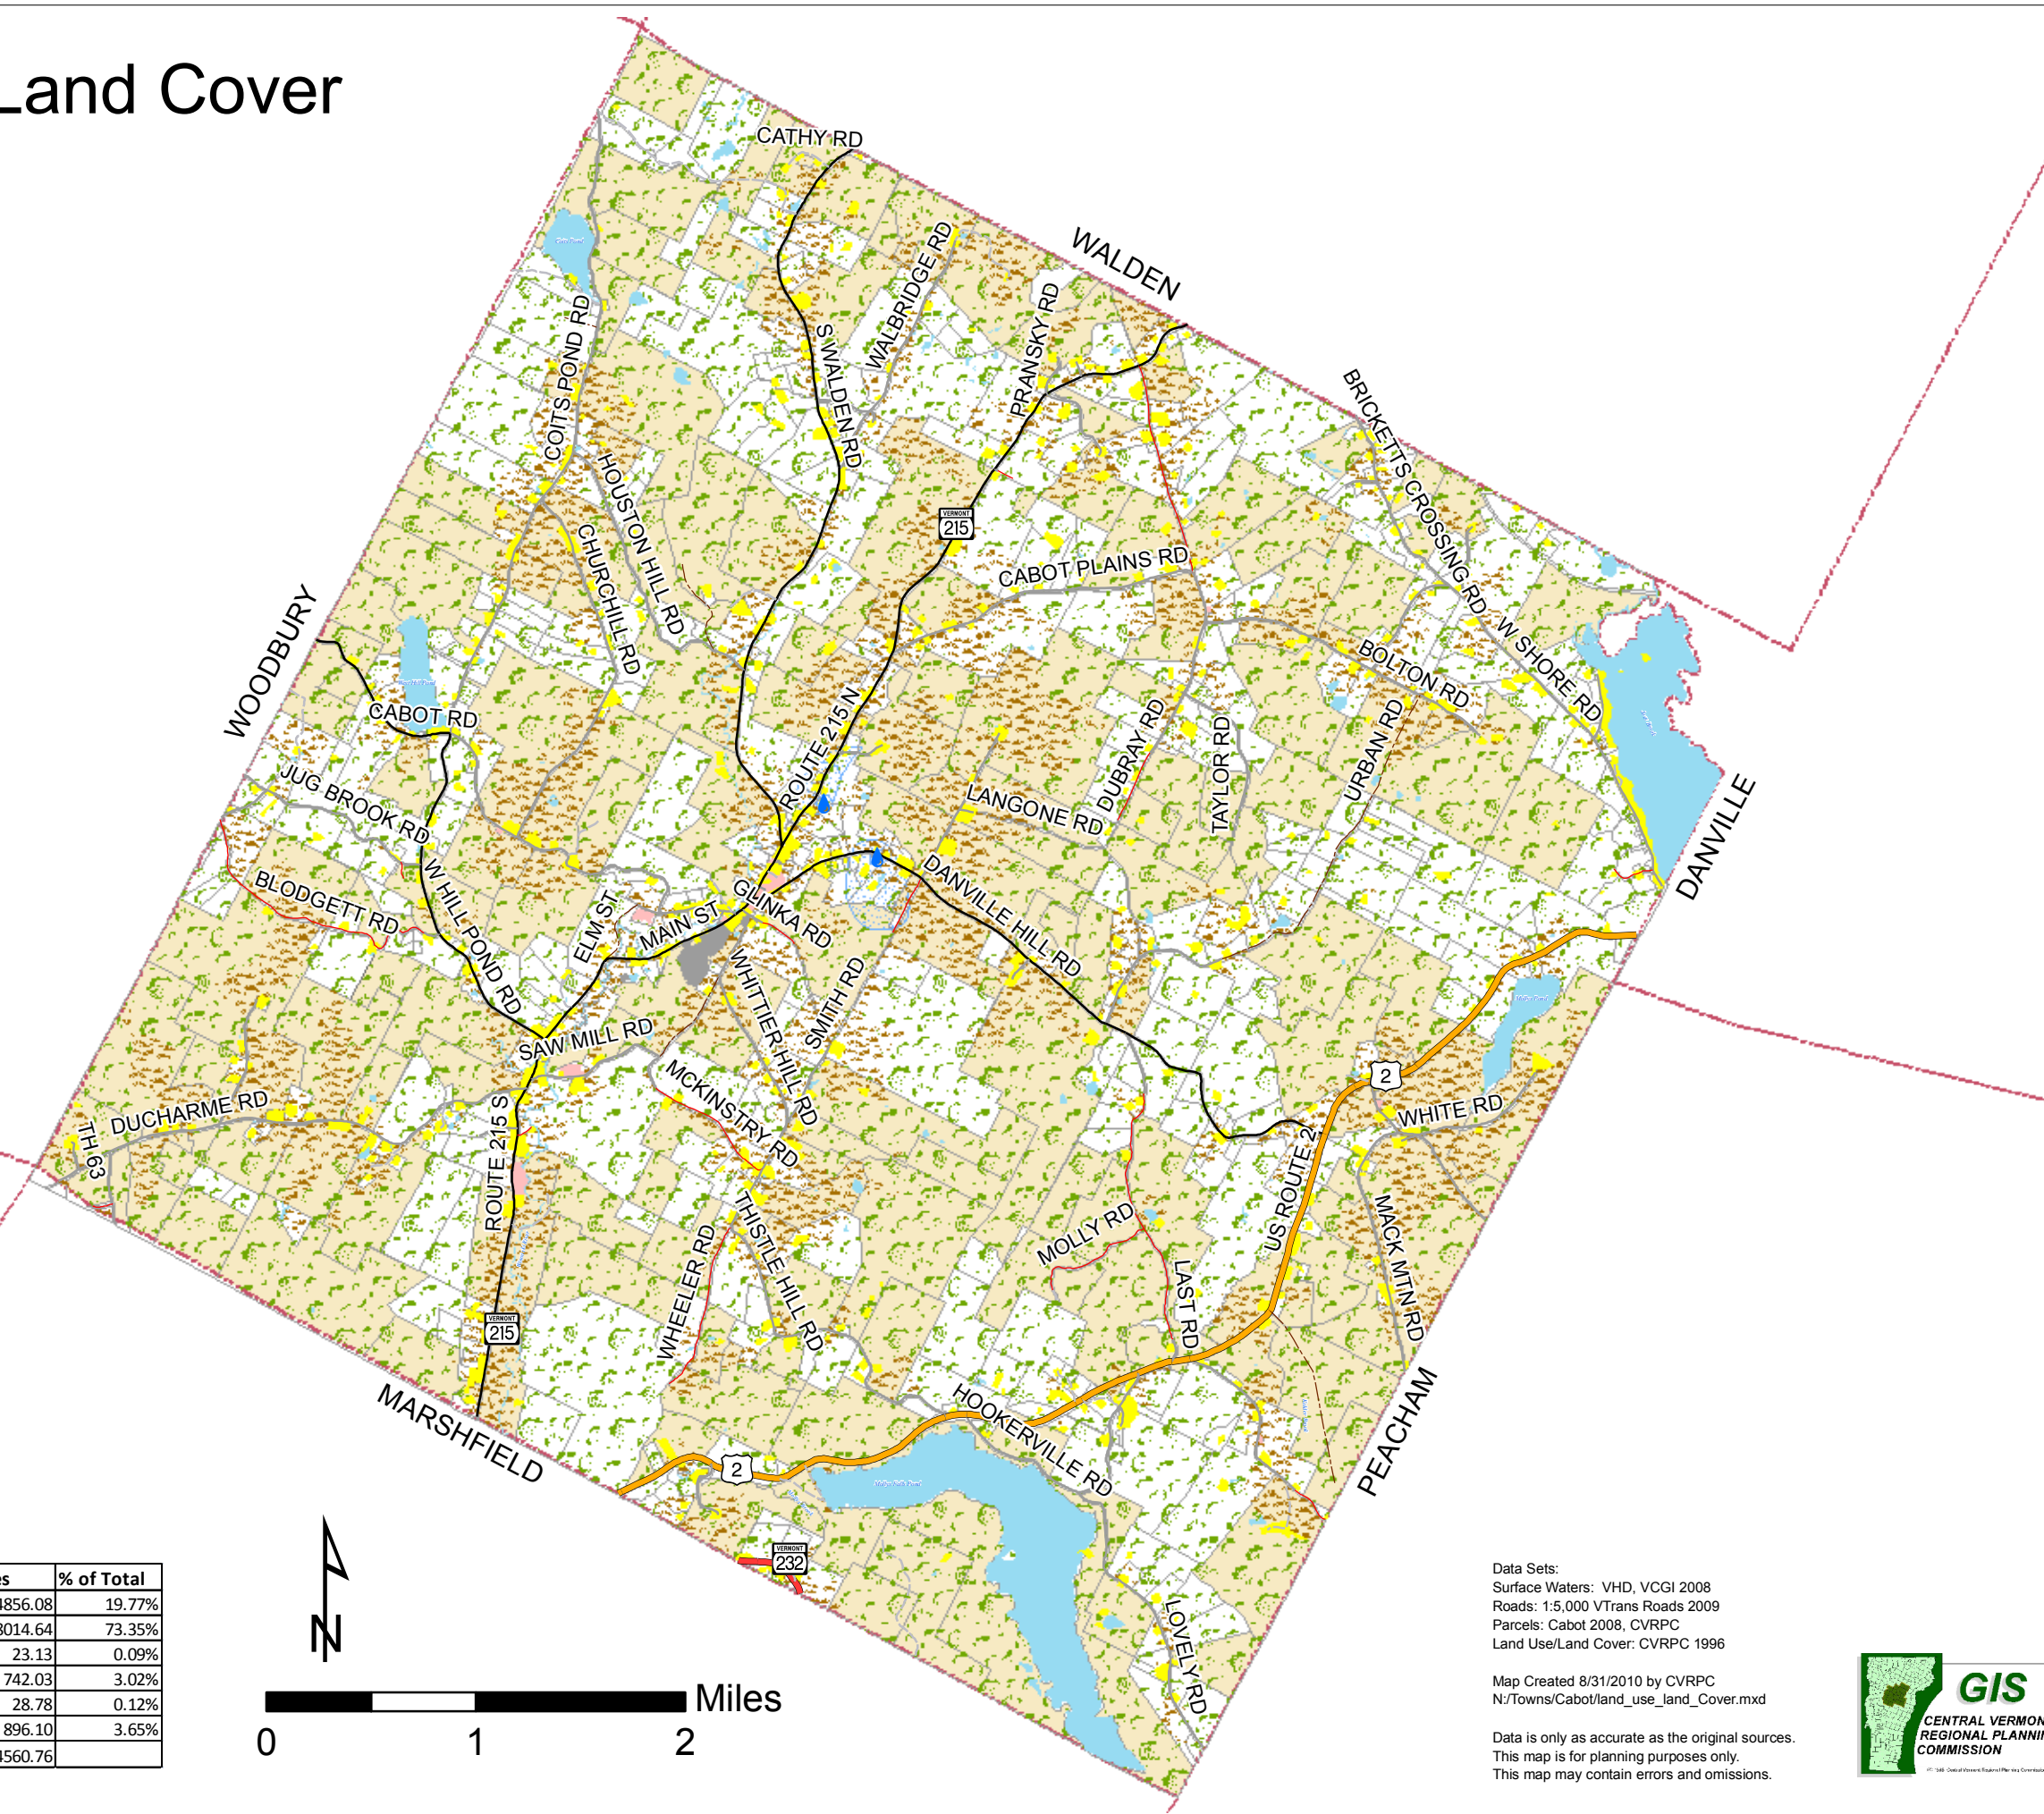 Land Cover
CATHY RD
WALDEN
WALBRIDGE RD
S WALDEN RD
PRANSKY RD
COITS POND RD
BRICKETTS CROSSING RD
HOUSTON HILL RD
CHURCHILL RD
VERMONT
215
CABOT PLAINS RD
WOODBURY
W SHORE RD
BOLTON RD
CABOT RD
ROUTE 215 N
DUBRAY RD
TAYLOR RD
URBAN RD
JUG BROOK RD
LANGONE RD
DANVILLE
BLODGETT RD
W HILL POND RD
ELM ST
MAIN ST
GLINKA RD
DANVILLE HILL RD
WHITTIER HILL RD
SMITH RD
SAW MILL RD
MCKINSTRY RD
DUCHARME RD
TH 63
ROUTE 215 S
2
WHITE RD
US ROUTE 2
MACK MTN RD
MOLLY RD
LAST RD
THISTLE HILL RD
WHEELER RD
VERMONT
215
MARSHFIELD
HOOKERVILLE RD
PEACHAM
2
VERMONT
232
LOVELY RD
N
Miles
0 1 2
% of Total
4856.08 19.77%
8014.64 73.35%
23.13 0.09%
742.03 3.02%
28.78 0.12%
896.10 3.65%
4560.76
Data Sets:
Surface Waters: VHD, VCGI 2008
Roads: 1:5,000 VTrans Roads 2009
Parcels: Cabot 2008, CVRPC
Land Use/Land Cover: CVRPC 1996
Map Created 8/31/2010 by CVRPC
N:/Towns/Cabot/land_use_land_Cover.mxd
Data is only as accurate as the original sources.
This map is for planning purposes only.
This map may contain errors and omissions.
GIS
CENTRAL VERMON
REGIONAL PLANNI
COMMISSION